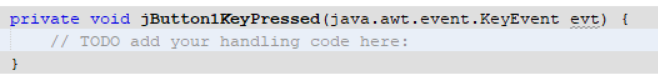 private void jButton1KeyPressed(java.awt.event.KeyEvent evt) {
// TODO add your handling code here:
}